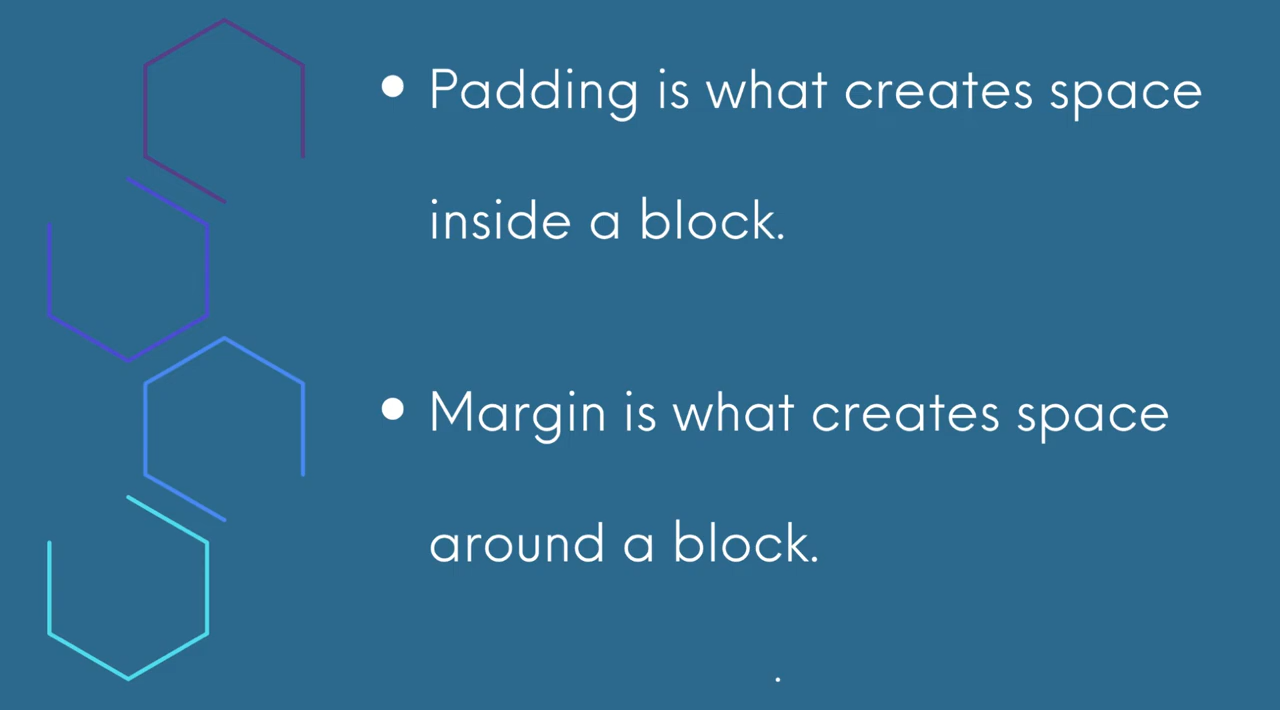 • Padding is what creates space
inside a block.
• Margin is what creates space
around a block.
.